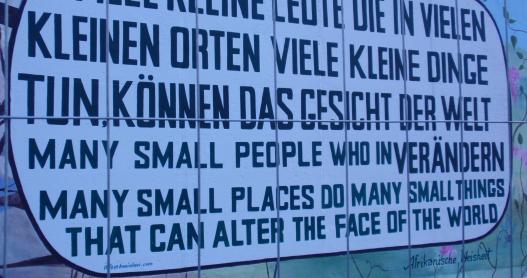 VIELE KLEINE LEUTE DIE IN VIELEN
KLEINEN ORTEN VIELE KLEINE DINGE
TUN, KÖNNEN DAS GESICHT DER WELT
VERÄNDERN
MANY SMALL PEOPLE WHO IN
MANY SMALL PLACES DO MANY SMALL THINGS
THAT CAN ALTER THE FACE OF THE WORLD
Afrikanische Weisheit